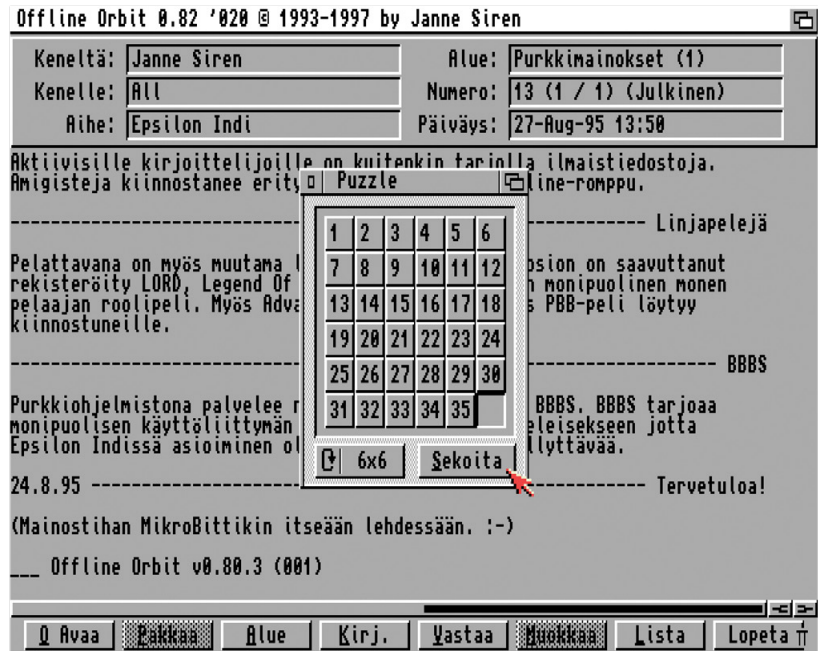 Offline Orbit 0.82 '020 © 1993-1997 by Janne Siren
Keneltä: Janne Siren
Alue: Purkkimainokset (1)
Kenelle: All
Numero: 13 (1 / 1) (Julkinen)
Aihe: Epsilon Indi
Päiväys: 27-Aug-95 13:50
Aktiivisille kirjoittelijoille on kuitenkin tarjolla ilmaistiedostoja.
Amigisteja kiinnostanee erity line-romppu.
Puzzle
1 2 3 4 5 6
7 8 9 10 11 12
13 14 15 16 17 18
19 20 21 22 23 24
25 26 27 28 29 30
31 32 33 34 35
6x6 Sekoita
--- Linjapelejä
Pelattavana on myös muutama osion on saavuttanut
rekisteröity LORD, Legend Of monipuolinen monen
pelaajan roolipeli. Myös Adva PBB-peli löytyy
kiinnostuneille.
--- BBBS
Purkkiohjelmistona palvelee BBBS. BBBS tarjoaa
monipuolisen käyttöliittymän eleisekseen jotta
Epsilon Indissä asioiminen ol llyttävää.
24.8.95 --- Tervetuloa!
(Mainostihan MikroBittikin itseään lehdessään. :-)
___ Offline Orbit v0.80.3 (001)
Q Avaa Pakkaa Alue Kirj. Vastaa Muokkaa Lista Lopeta